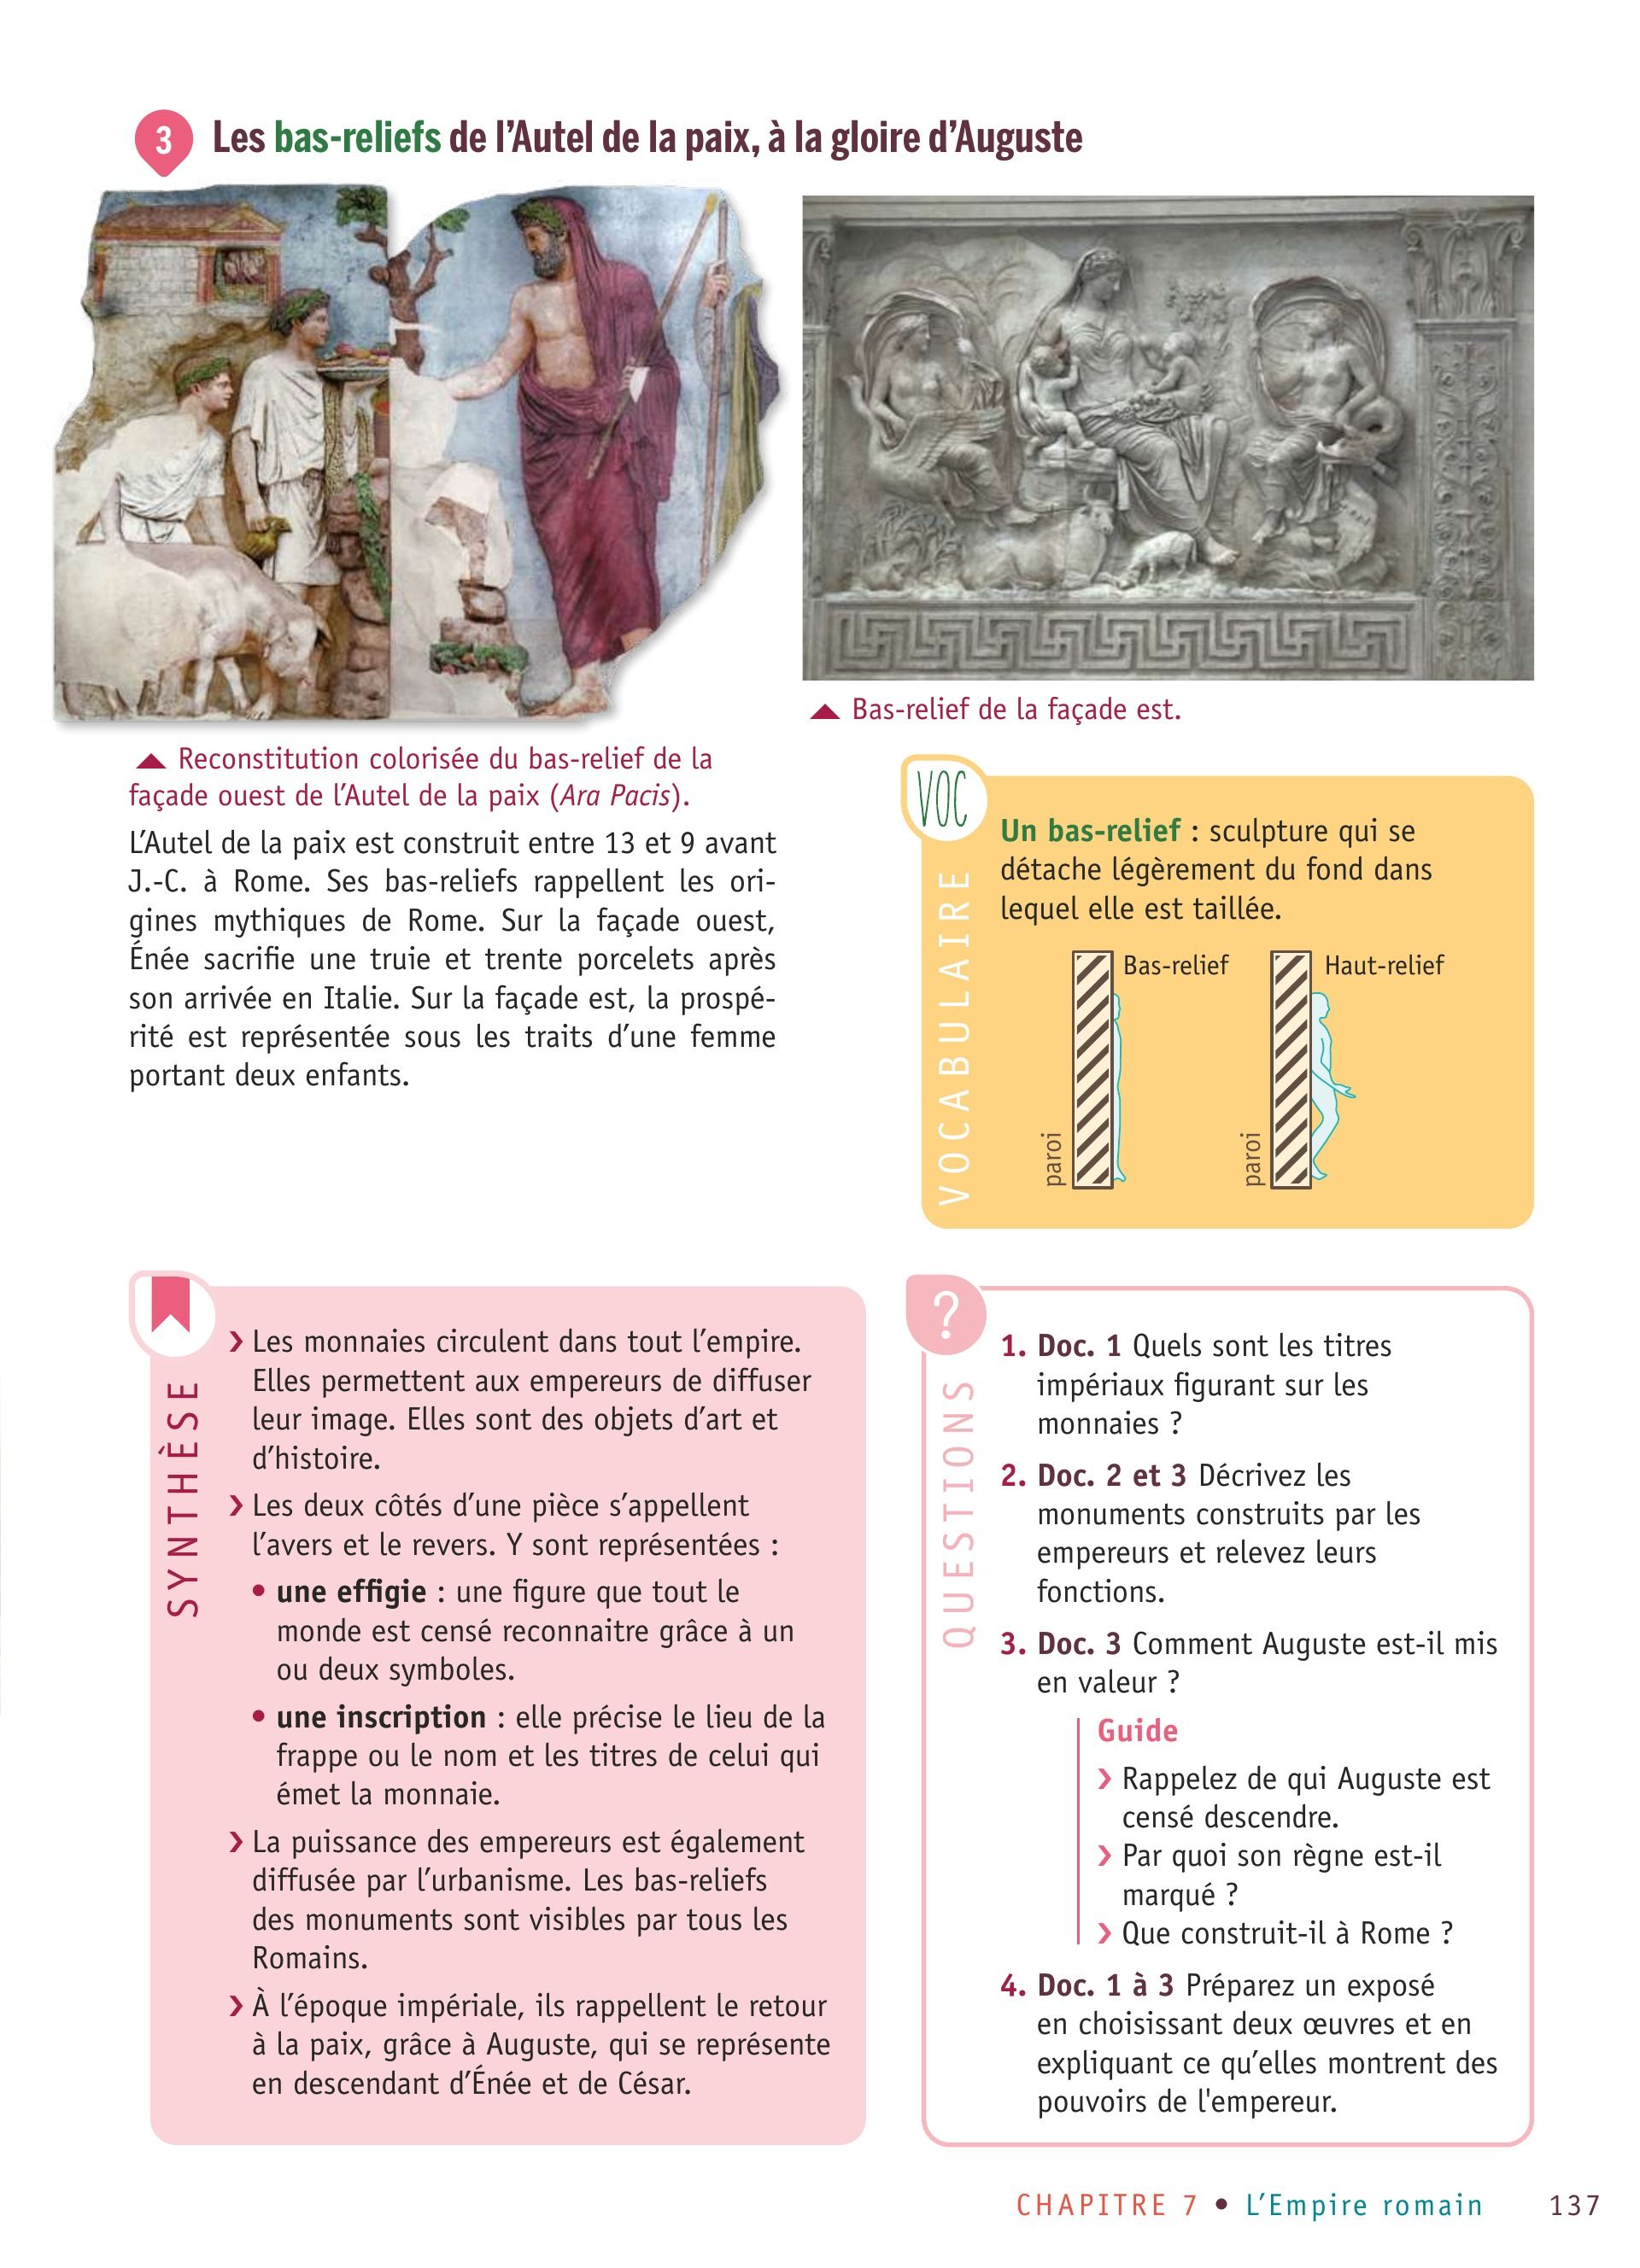 3 Les bas-reliefs de l'Autel de la paix, à la gloire d'Auguste
Bas-relief de la façade est.
Reconstitution colorisée du bas-relief de la
façade ouest de l'Autel de la paix (Ara Pacis).
L'Autel de la paix est construit entre 13 et 9 avant
J.-C. à Rome. Ses bas-reliefs rappellent les ori-
gines mythiques de Rome. Sur la façade ouest,
Énée sacrifie une truie et trente porcelets après
son arrivée en Italie. Sur la façade est, la prospé-
rité est représentée sous les traits d'une femme
portant deux enfants.
VOC
VOCABULAIRE
Un bas-relief : sculpture qui se
détache légèrement du fond dans
lequel elle est taillée.
Bas-relief
Haut-relief
paroi
paroi
SYNTHÈSE
› Les monnaies circulent dans tout l'empire.
Elles permettent aux empereurs de diffuser
leur image. Elles sont des objets d'art et
d'histoire.
› Les deux côtés d'une pièce s'appellent
l'avers et le revers. Y sont représentées :
• une effigie : une figure que tout le
monde est censé reconnaitre grâce à un
ou deux symboles.
• une inscription : elle précise le lieu de la
frappe ou le nom et les titres de celui qui
émet la monnaie.
› La puissance des empereurs est également
diffusée par l'urbanisme. Les bas-reliefs
des monuments sont visibles par tous les
Romains.
› À l'époque impériale, ils rappellent le retour
à la paix, grâce à Auguste, qui se représente
en descendant d'Énée et de César.
?
QUESTIONS
1. Doc. 1 Quels sont les titres
impériaux figurant sur les
monnaies ?
2. Doc. 2 et 3 Décrivez les
monuments construits par les
empereurs et relevez leurs
fonctions.
3. Doc. 3 Comment Auguste est-il mis
en valeur ?
Guide
› Rappelez de qui Auguste est
censé descendre.
› Par quoi son règne est-il
marqué ?
› Que construit-il à Rome ?
4. Doc. 1 à 3 Préparez un exposé
en choisissant deux œuvres et en
expliquant ce qu'elles montrent des
pouvoirs de l'empereur.
CHAPITRE 7 • L'Empire romain 137